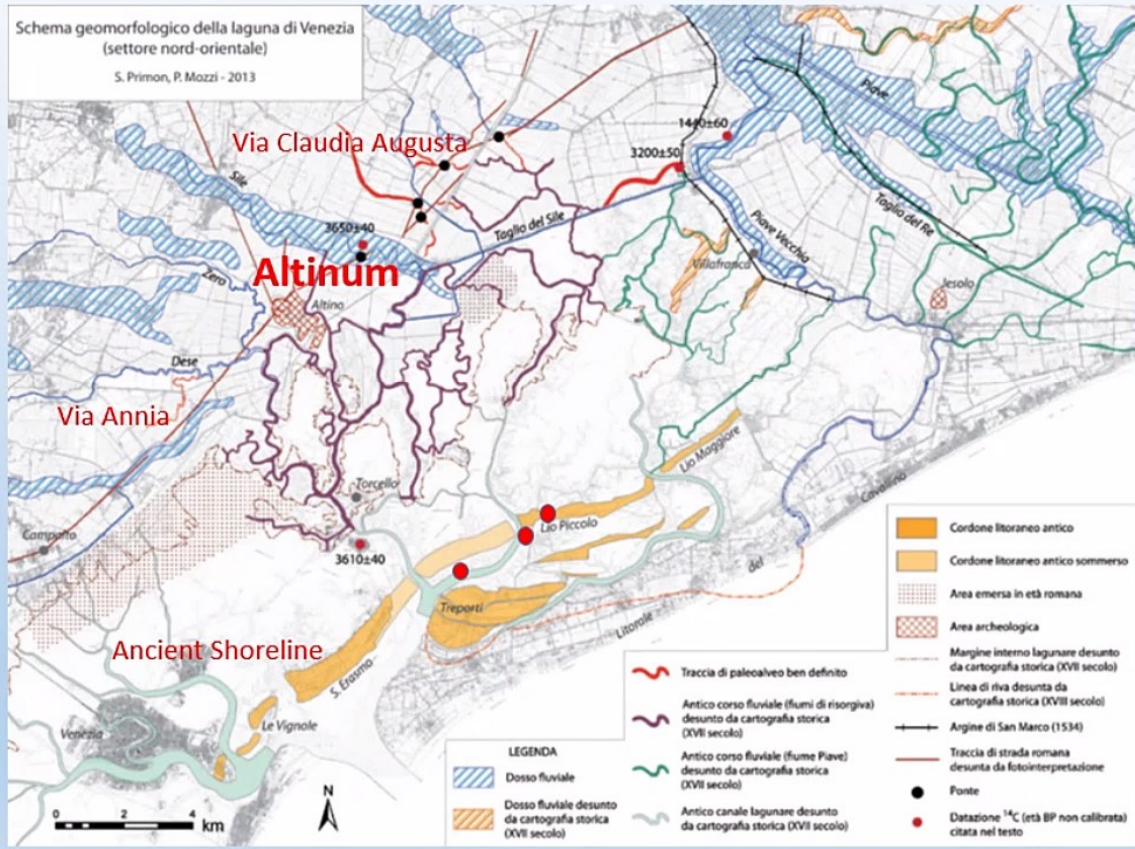 Schema geomorfologico della laguna di Venezia
(settore nord-orientale)
S. Primon, P. Mozzi - 2013
Via Claudia Augusta
1440±60
3200±50
Piave
Sile
3650±40
Taglio del Sile
Piave Vecchia
Taglio del Re
Altinum
Zero
Altino
Villafranca
Jesolo
Dese
Via Annia
Lio Maggiore
Torcello
Cavallino
Campalto
Lio Piccolo
3610±40
del
Treporti
Litorale
Ancient Shoreline
S. Erasmo
Le Vignole
Venezia
0 2 4
km
N
LEGENDA
Dosso fluviale
Dosso fluviale desunto
da cartografia storica
(XVII secolo)
Traccia di paleoalveo ben definito
Antico corso fluviale (fiumi di risorgiva)
desunto da cartografia storica
(XVII secolo)
Antico corso fluviale (fiume Piave)
desunto da cartografia storica
(XVII secolo)
Antico canale lagunare desunto
da cartografia storica (XVII secolo)
Cordone litoraneo antico
Cordone litoraneo antico sommerso
Area emersa in età romana
Area archeologica
Margine interno lagunare desunto
da cartografia storica (XVII secolo)
Linea di riva desunta da
cartografia storica (XVIII secolo)
Argine di San Marco (1534)
Traccia di strada romana
desunta da fotointerpretazione
Ponte
Datazione ¹⁴C (età BP non calibrata)
citata nel testo